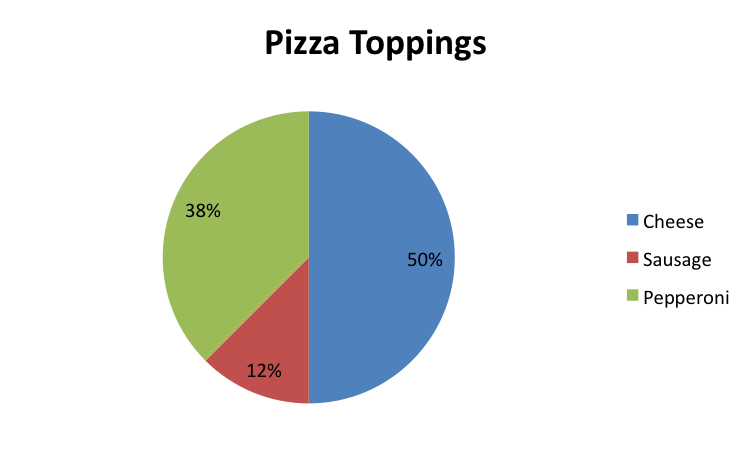 Pizza Toppings
38%
50%
12%
Cheese
Sausage
Pepperoni